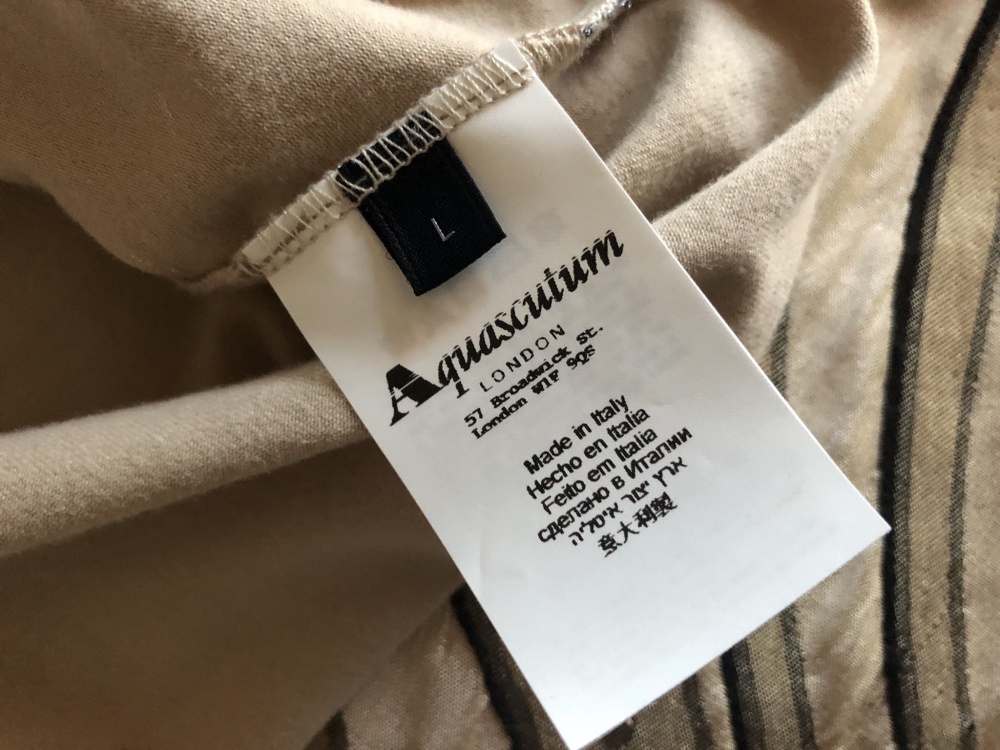 L
Aquascutum
LONDON
57 Broadwick St.
London W1F 9QS
Made in Italy
Hecho en Italia
Feito em Italia
сделано в Италии
ארץ יצור איטליה
意大利製